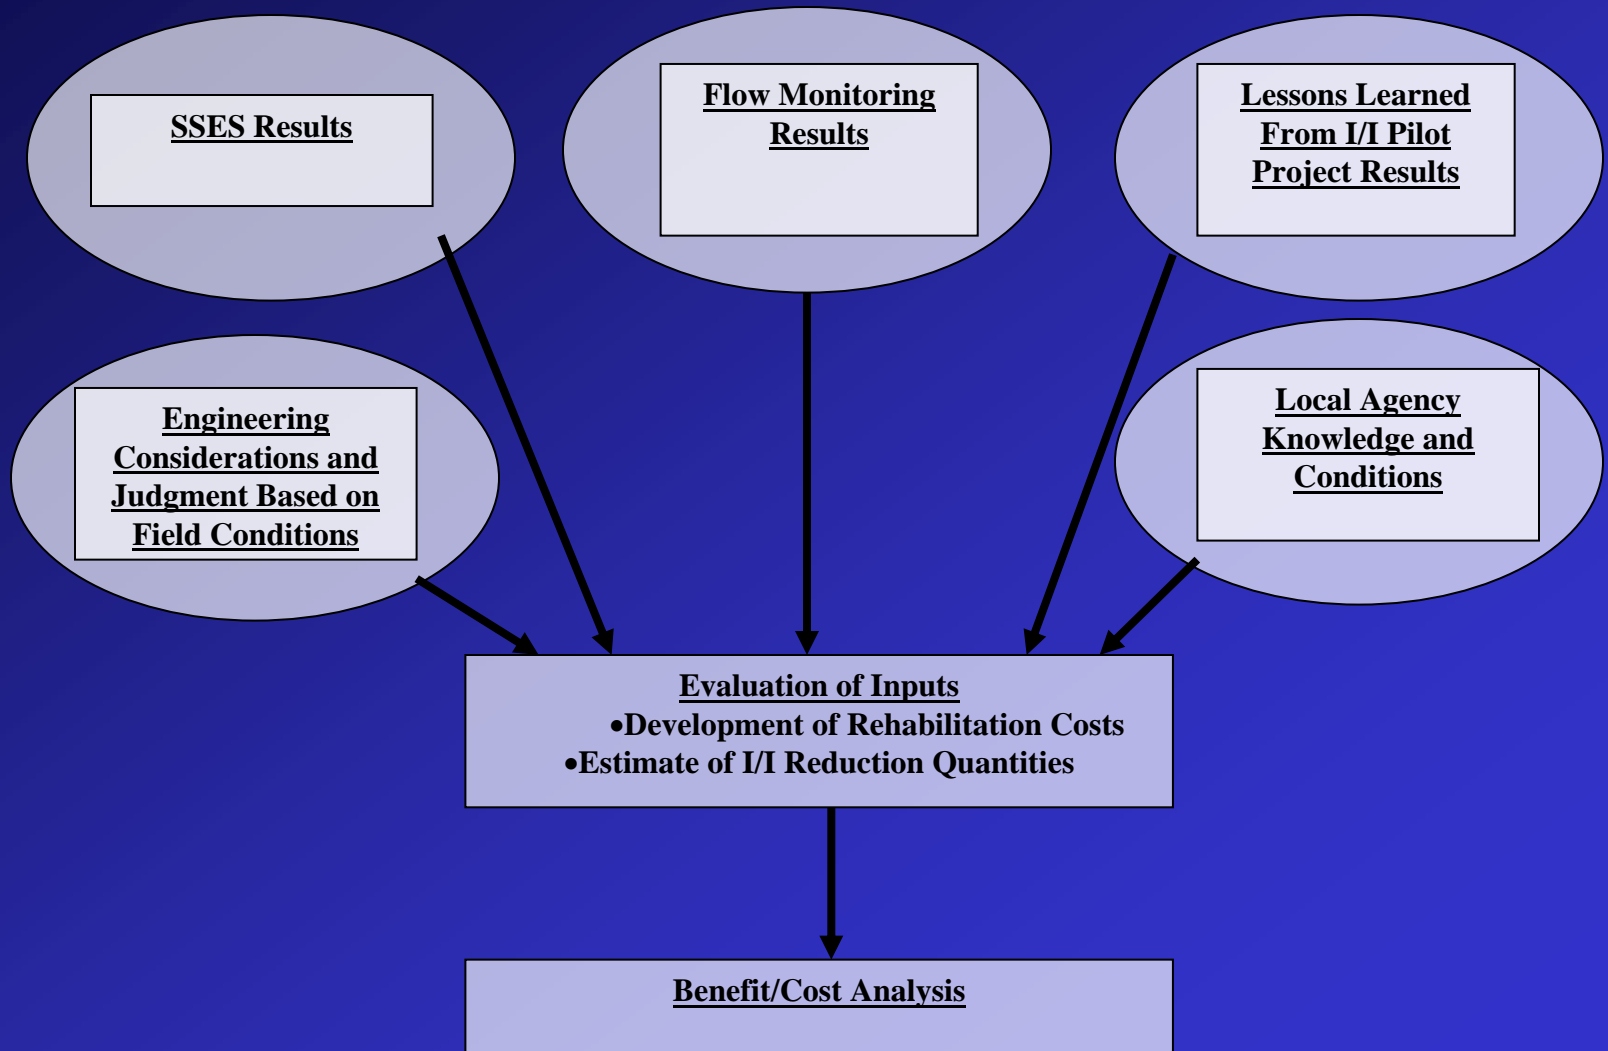 SSES Results
Flow Monitoring
Results
Lessons Learned
From I/I Pilot
Project Results
Engineering
Considerations and
Judgment Based on
Field Conditions
Local Agency
Knowledge and
Conditions
Evaluation of Inputs
•Development of Rehabilitation Costs
•Estimate of I/I Reduction Quantities
Benefit/Cost Analysis